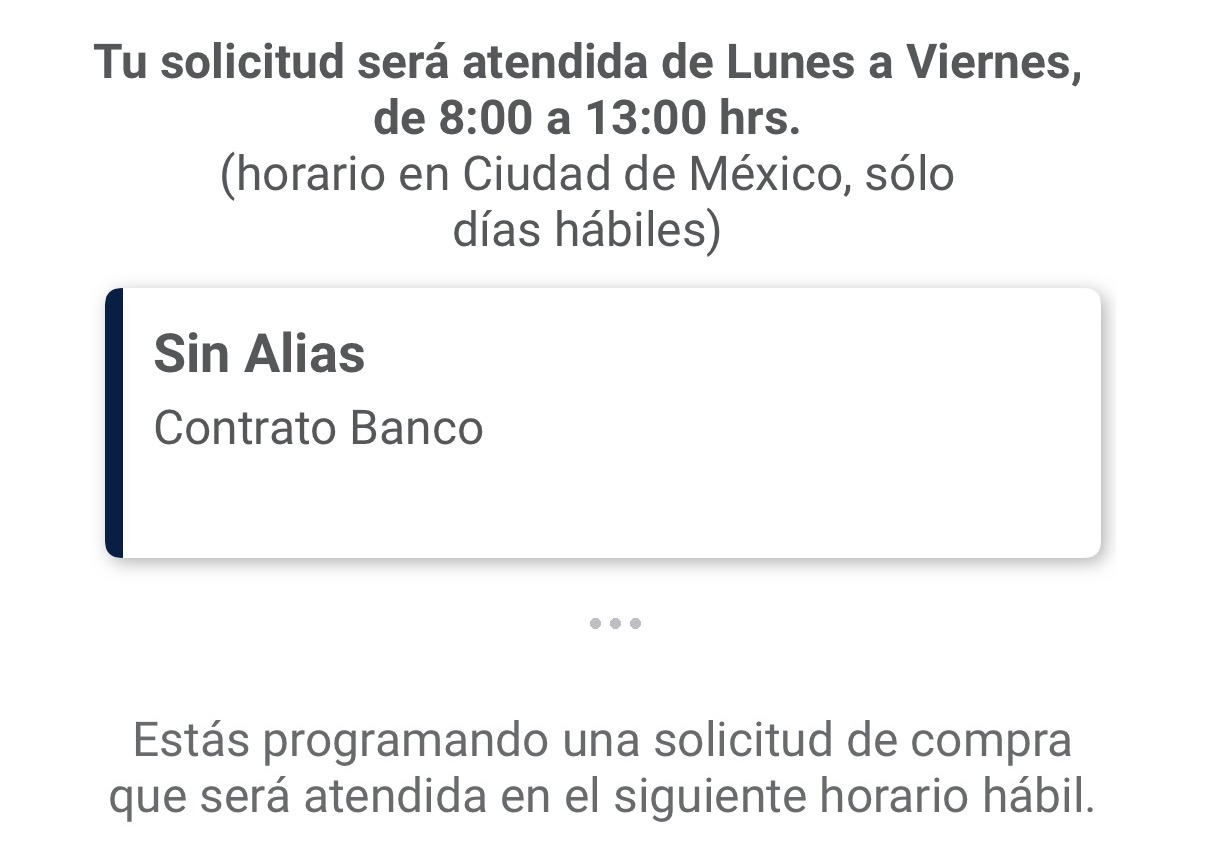 Tu solicitud será atendida de Lunes a Viernes,
de 8:00 a 13:00 hrs.
(horario en Ciudad de México, sólo
días hábiles)
Sin Alias
Contrato Banco
Estás programando una solicitud de compra
que será atendida en el siguiente horario hábil.